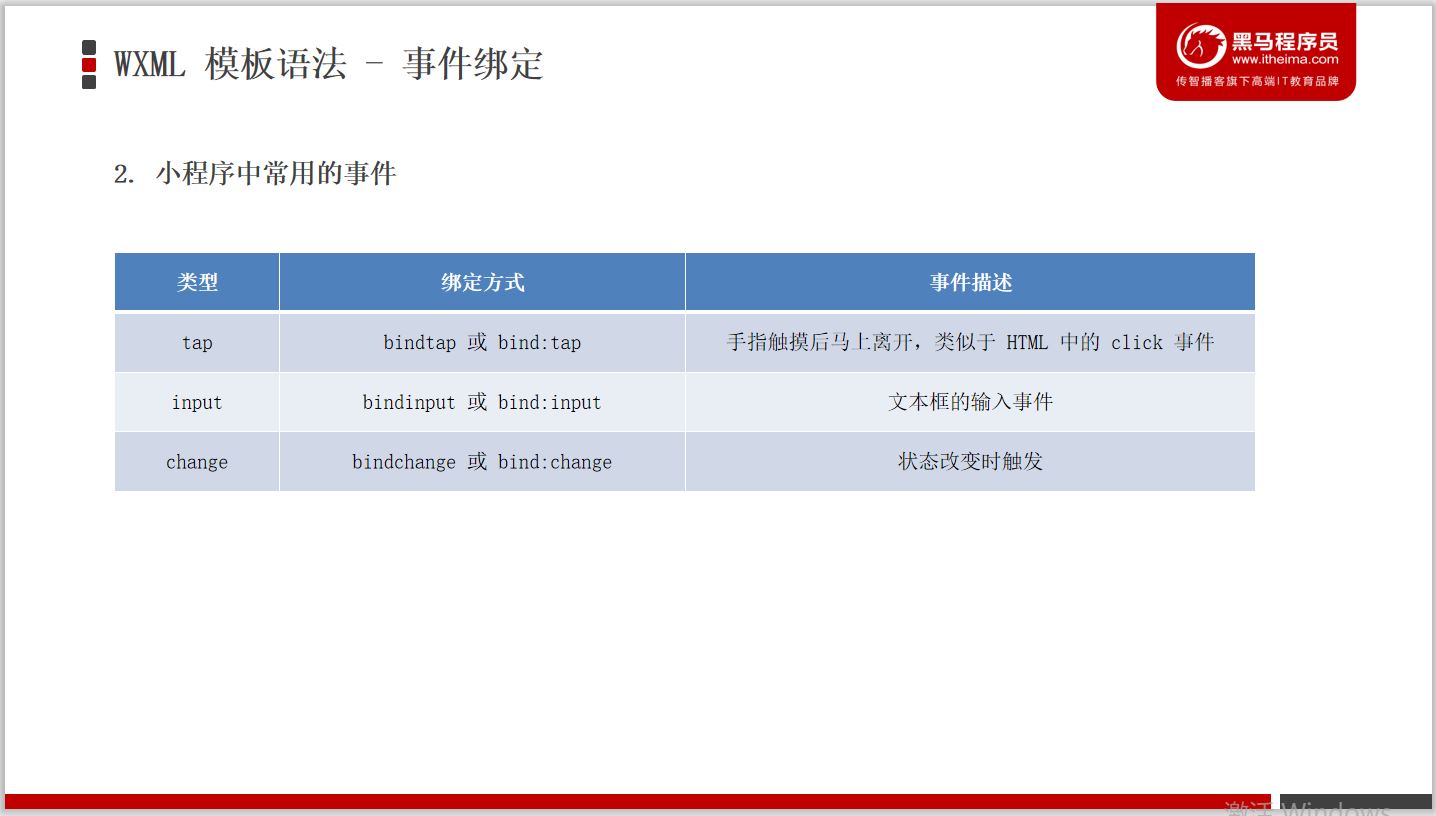 WXML 模板语法 - 事件绑定
黑马程序员
www.itheima.com
传智播客旗下高端IT教育品牌
2. 小程序中常用的事件
类型 绑定方式 事件描述
tap bindtap 或 bind:tap 手指触摸后马上离开，类似于 HTML 中的 click 事件
input bindinput 或 bind:input 文本框的输入事件
change bindchange 或 bind:change 状态改变时触发
激活 Windows